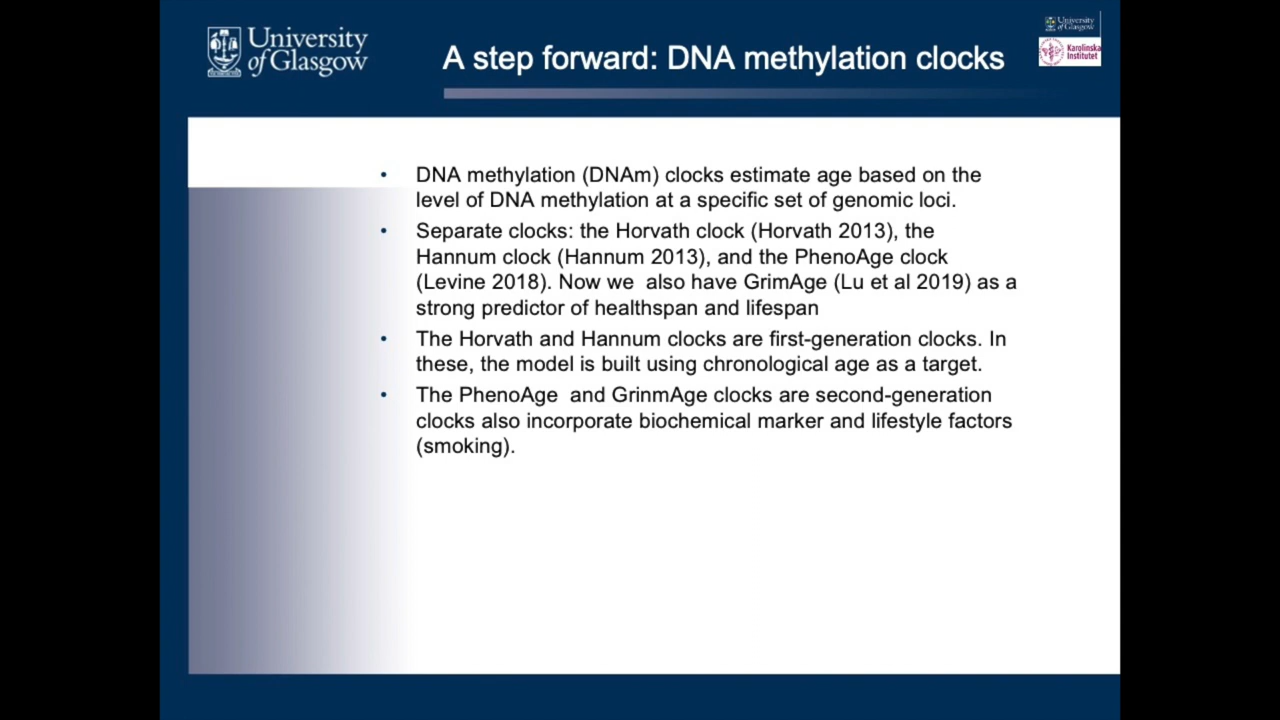 University
of Glasgow
A step forward: DNA methylation clocks
University
of Glasgow
Karolinska
Institutet
• DNA methylation (DNAm) clocks estimate age based on the
level of DNA methylation at a specific set of genomic loci.
• Separate clocks: the Horvath clock (Horvath 2013), the
Hannum clock (Hannum 2013), and the PhenoAge clock
(Levine 2018). Now we  also have GrimAge (Lu et al 2019) as a
strong predictor of healthspan and lifespan
• The Horvath and Hannum clocks are first-generation clocks. In
these, the model is built using chronological age as a target.
• The PhenoAge  and GrinmAge clocks are second-generation
clocks also incorporate biochemical marker and lifestyle factors
(smoking).